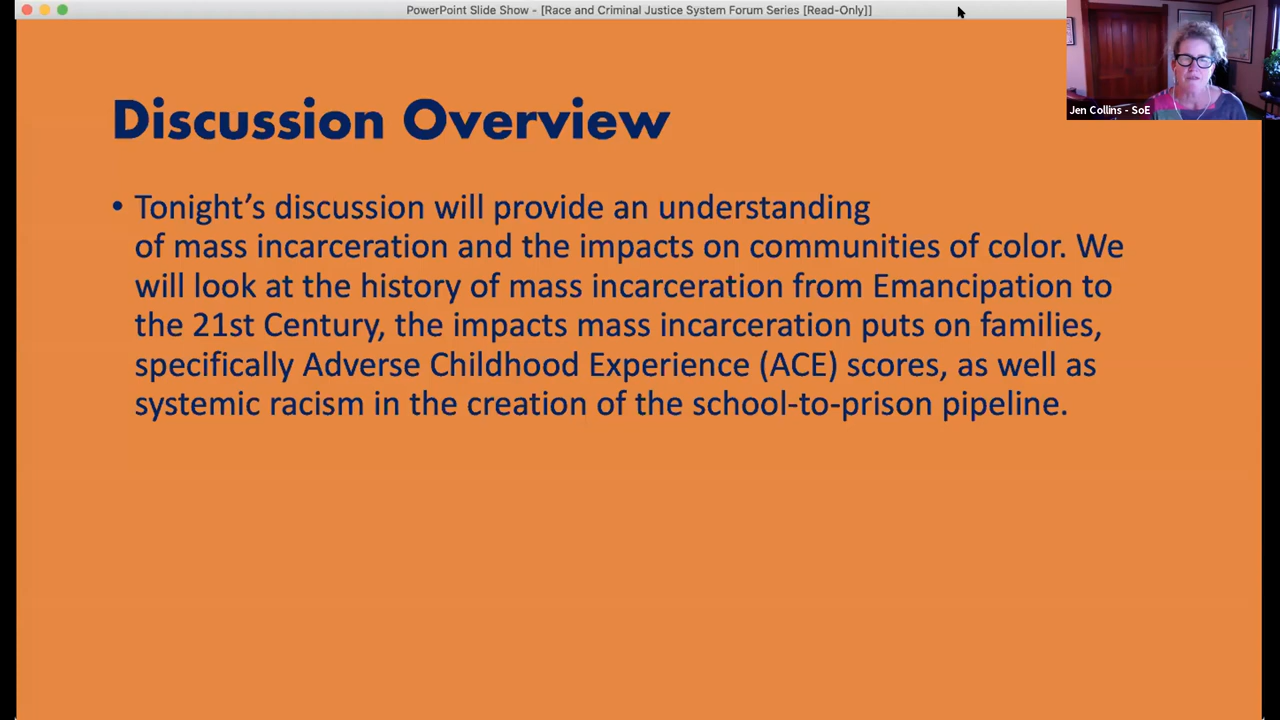 PowerPoint Slide Show - [Race and Criminal Justice System Forum Series [Read-Only]]
Jen Collins - SoE
Discussion Overview
• Tonight’s discussion will provide an understanding
of mass incarceration and the impacts on communities of color. We
will look at the history of mass incarceration from Emancipation to
the 21st Century, the impacts mass incarceration puts on families,
specifically Adverse Childhood Experience (ACE) scores, as well as
systemic racism in the creation of the school-to-prison pipeline.